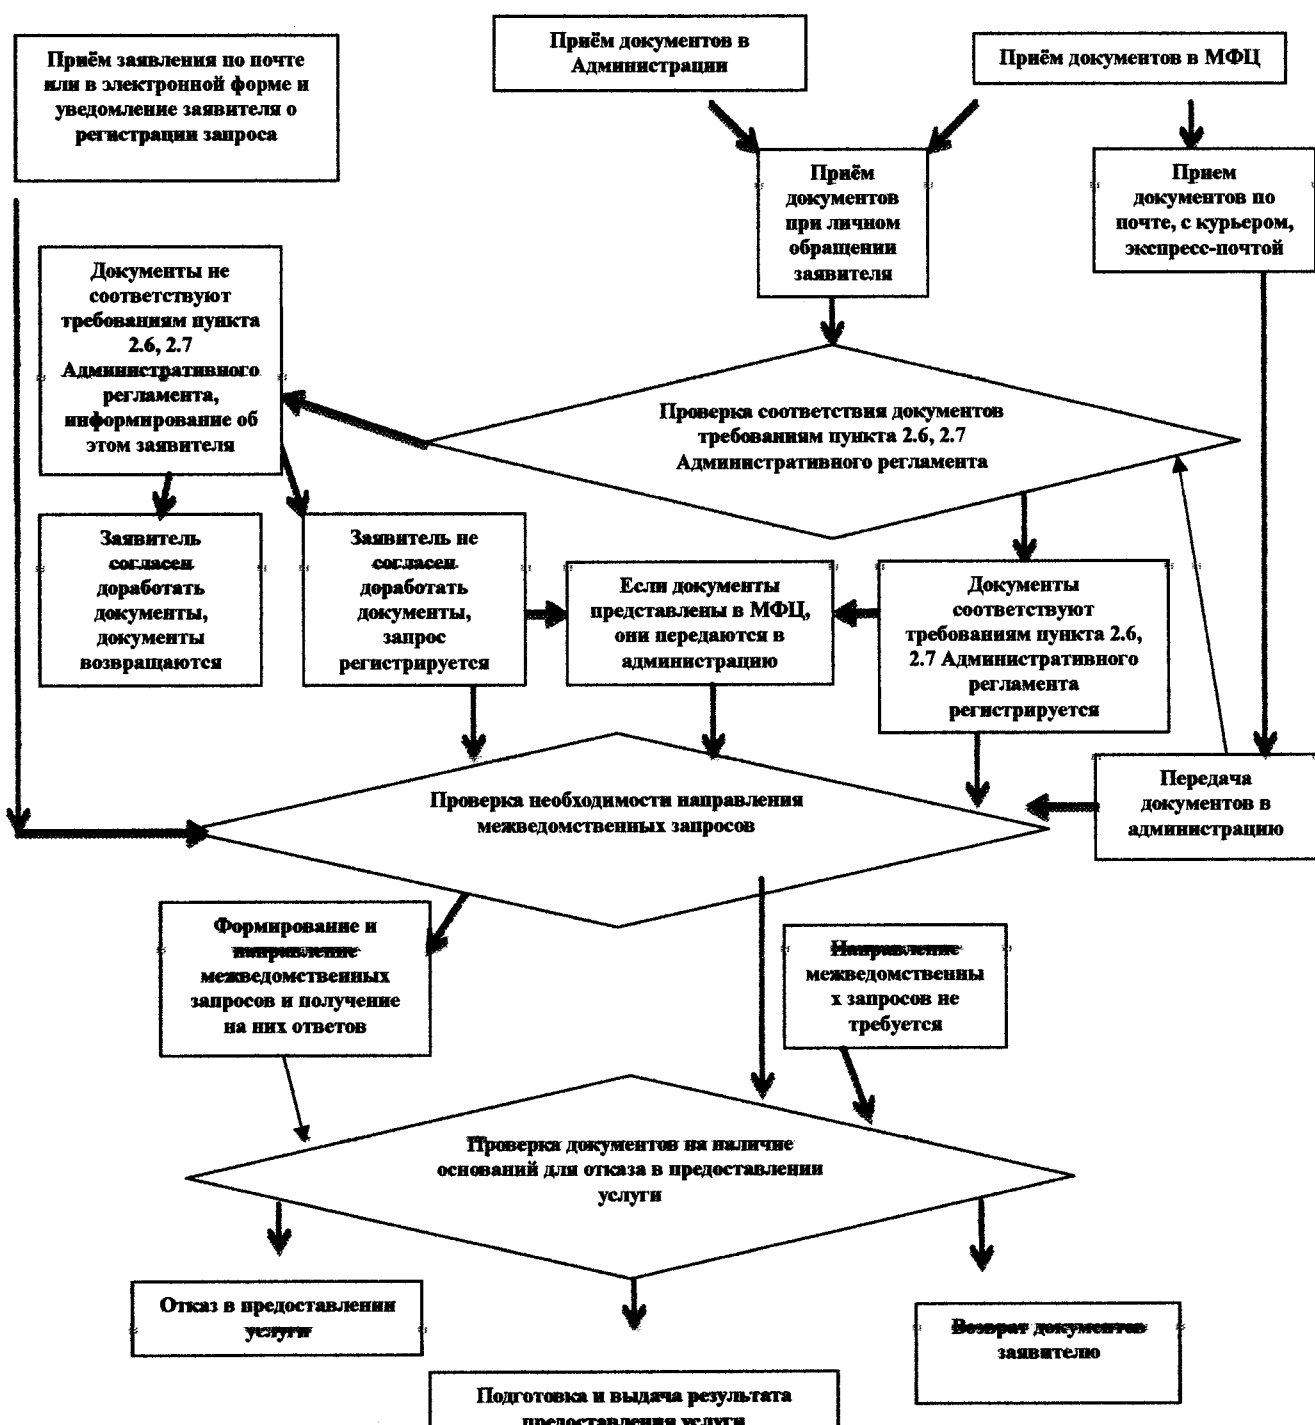 Приём заявления по почте
или в электронной форме и
уведомление заявителя о
регистрации запроса
Приём документов в
Администрации
Приём документов в МФЦ
Приём
документов
при личном
обращении
заявителя
Прием
документов по
почте, с курьером,
экспресс-почтой
Документы не
соответствуют
требованиям пункта
2.6, 2.7
Административного
регламента,
информирование об
этом заявителя
Проверка соответствия документов
требованиям пункта 2.6, 2.7
Административного регламента
Заявитель
согласен
доработать
документы,
документы
возвращаются
Заявитель не
согласен
доработать
документы,
запрос
регистрируется
Если документы
представлены в МФЦ,
они передаются в
администрацию
Документы
соответствуют
требованиям пункта 2.6,
2.7 Административного
регламента
регистрируется
Передача
документов в
администрацию
Проверка необходимости направления
межведомственных запросов
Формирование и
направление
межведомственных
запросов и получение
на них ответов
Направление
межведомственны
х запросов не
требуется
Проверка документов на наличие
оснований для отказа в предоставлении
услуги
Отказ в предоставлении
услуги
Возврат документов
заявителю
Подготовка и выдача результата
предоставления услуги